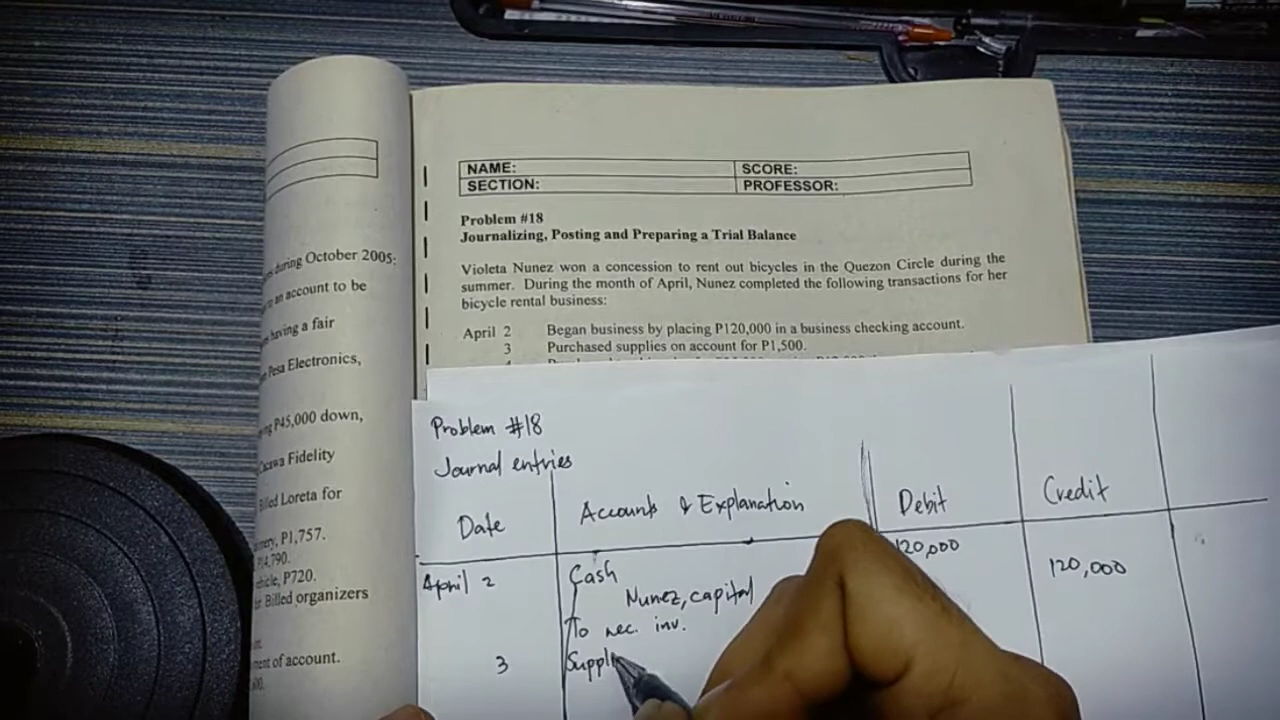 during October 2005:
an account to be
having a fair
Pesa Electronics,
P45,000 down,
Fidelity
Billed Loreta for
P1,757.
P14,790.
vehicle, P720.
Billed organizers
of account.
NAME: SCORE:
SECTION: PROFESSOR:
Problem #18
Journalizing, Posting and Preparing a Trial Balance
Violeta Nunez won a concession to rent out bicycles in the Quezon Circle during the
summer. During the month of April, Nunez completed the following transactions for her
bicycle rental business:
April 2 Began business by placing P120,000 in a business checking account.
3 Purchased supplies on account for P1,500.
Problem #18
Journal entries
Date Accounts & Explanation Debit Credit
April 2 Cash 120,000
Nunez, capital 120,000
To rec. inv.
3 Suppl